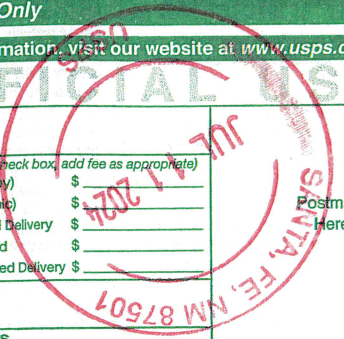 Only
mation, visit our website at www.usps.c
FICIAL US
heck box, add fee as appropriate)
y) $
ic) $
Delivery $
d $
ed Delivery $
Postm
Here
USPS
JUL 11 2024
SANTA, FE, NM 87501